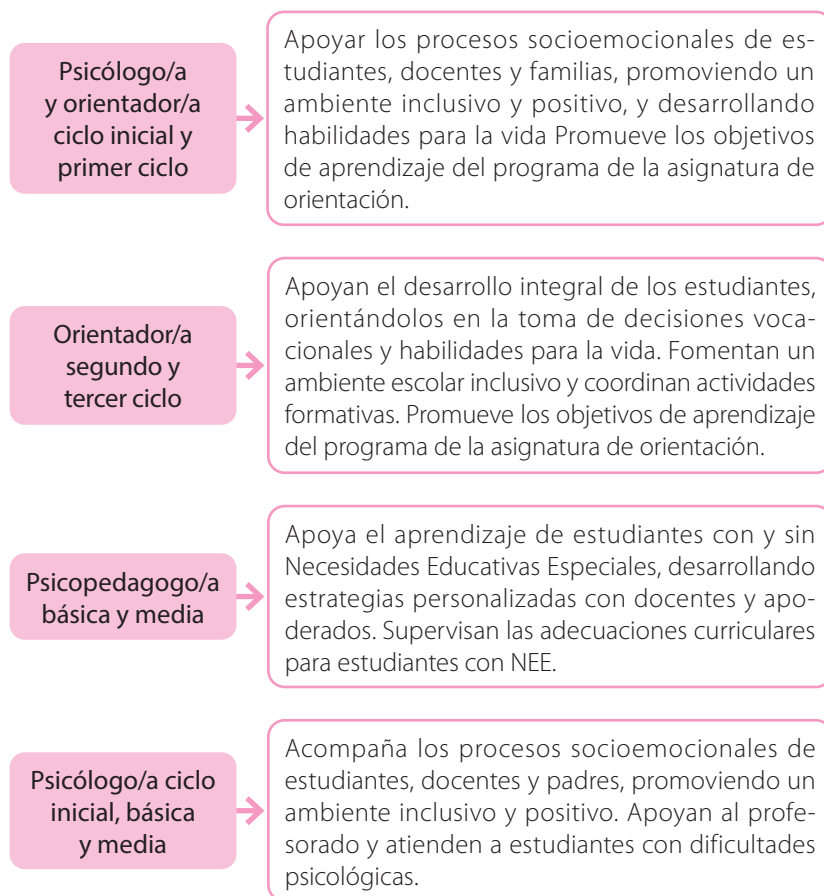 Psicólogo/a
y orientador/a
ciclo inicial y
primer ciclo
Apoyar los procesos socioemocionales de es-
tudiantes, docentes y familias, promoviendo un
ambiente inclusivo y positivo, y desarrollando
habilidades para la vida Promueve los objetivos
de aprendizaje del programa de la asignatura de
orientación.
Orientador/a
segundo y
tercer ciclo
Apoyan el desarrollo integral de los estudiantes,
orientándolos en la toma de decisiones voca-
cionales y habilidades para la vida. Fomentan un
ambiente escolar inclusivo y coordinan actividades
formativas. Promueve los objetivos de aprendizaje
del programa de la asignatura de orientación.
Psicopedagogo/a
básica y media
Apoya el aprendizaje de estudiantes con y sin
Necesidades Educativas Especiales, desarrollando
estrategias personalizadas con docentes y apo-
derados. Supervisan las adecuaciones curriculares
para estudiantes con NEE.
Psicólogo/a ciclo
inicial, básica
y media
Acompaña los procesos socioemocionales de
estudiantes, docentes y padres, promoviendo un
ambiente inclusivo y positivo. Apoyan al profe-
sorado y atienden a estudiantes con dificultades
psicológicas.